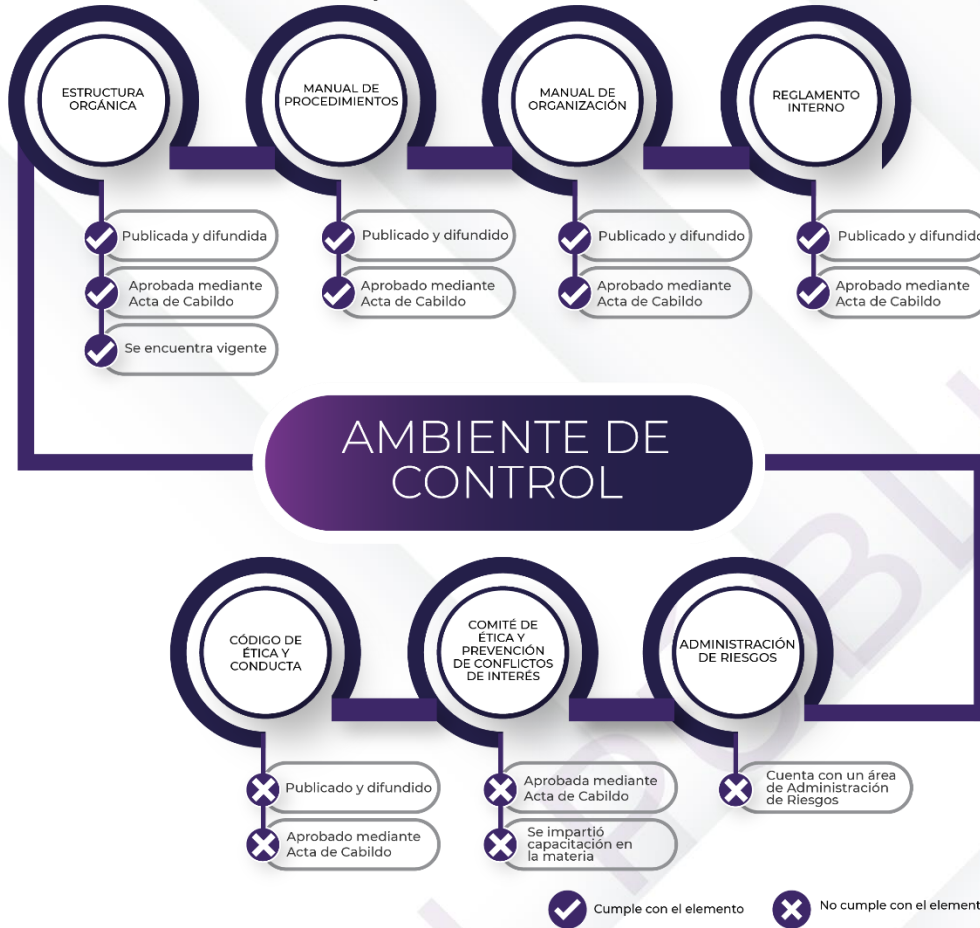 ESTRUCTURA
ORGÁNICA
MANUAL DE
PROCEDIMIENTOS
MANUAL DE
ORGANIZACIÓN
REGLAMENTO
INTERNO
Publicada y difundida
Aprobada mediante
Acta de Cabildo
Se encuentra vigente
Publicado y difundido
Aprobado mediante
Acta de Cabildo
Publicado y difundido
Aprobado mediante
Acta de Cabildo
Publicado y difundido
Aprobado mediante
Acta de Cabildo
AMBIENTE DE
CONTROL
CÓDIGO DE
ÉTICA Y
CONDUCTA
COMITÉ DE
ÉTICA Y
PREVENCIÓN
DE CONFLICTOS
DE INTERÉS
ADMINISTRACIÓN
DE RIESGOS
Publicado y difundido
Aprobado mediante
Acta de Cabildo
Aprobada mediante
Acta de Cabildo
Se impartió
capacitación en
la materia
Cuenta con un área
de Administración
de Riesgos
Cumple con el elemento
No cumple con el element